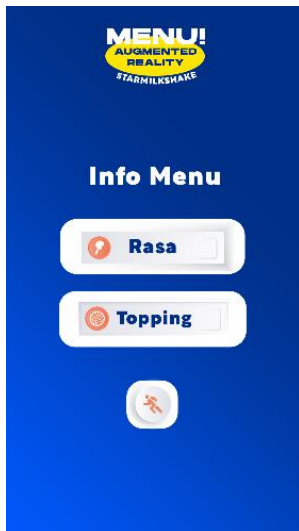 MENU!
AUGMENTED
REALITY
STARMILKSHAKE
Info Menu
Rasa
Topping